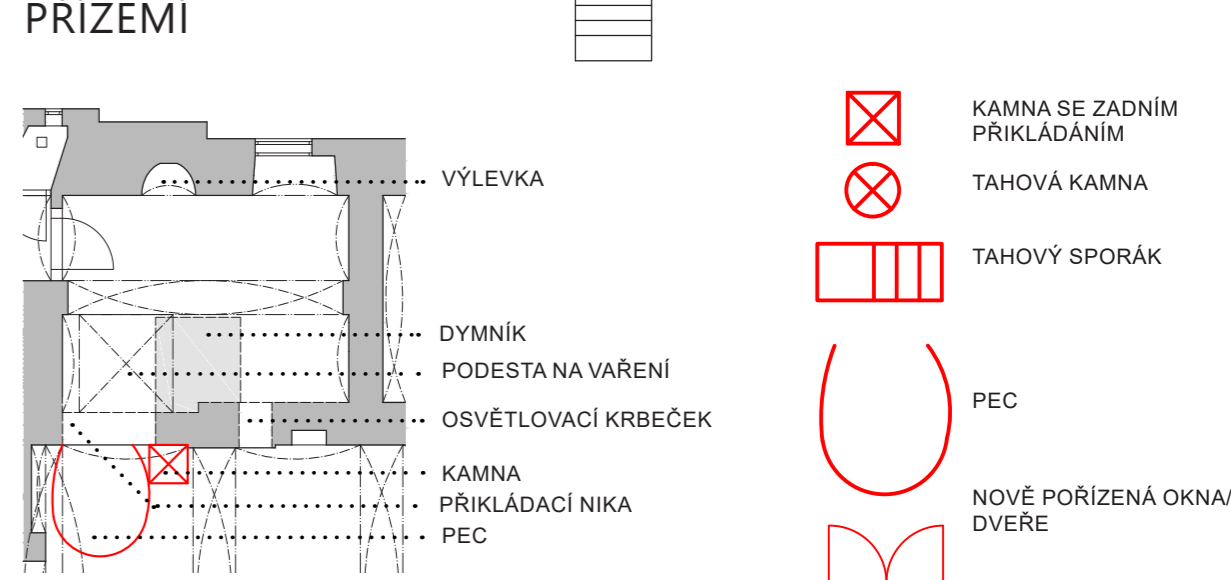 PŘÍZEMÍ
VÝLEVKA
DYMNÍK
PODESTA NA VAŘENÍ
OSVĚTLOVACÍ KRBEČEK
KAMNA
PŘIKLÁDACÍ NIKA
PEC
KAMNA SE ZADNÍM
PŘIKLÁDÁNÍM
TAHOVÁ KAMNA
TAHOVÝ SPORÁK
PEC
NOVĚ POŘÍZENÁ OKNA/
DVEŘE